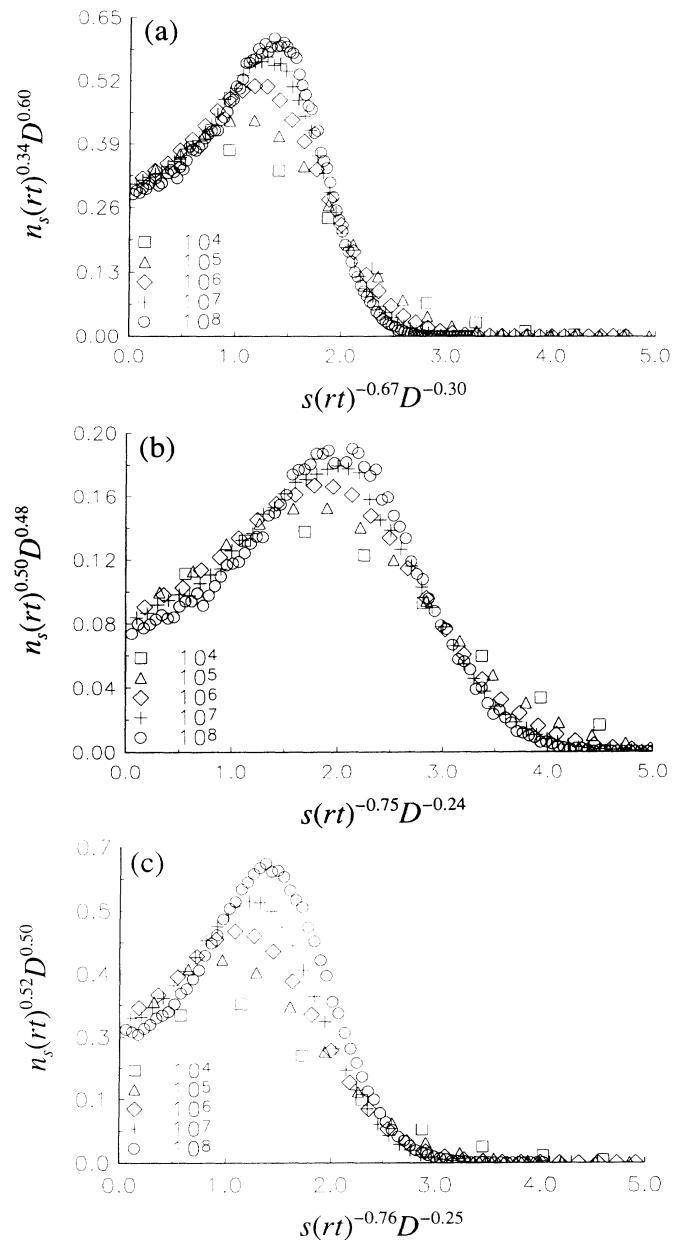 (a)
n_s(rt)^0.34 D^0.60
0.65
0.52
0.39
0.26
0.13
0.00
□ 10^4
△ 10^5
◇ 10^6
+ 10^7
○ 10^8
0.0 1.0 2.0 3.0 4.0 5.0
s(rt)^−0.67 D^−0.30
(b)
n_s(rt)^0.50 D^0.48
0.20
0.16
0.12
0.08
0.04
0.00
□ 10^4
△ 10^5
◇ 10^6
+ 10^7
○ 10^8
0.0 1.0 2.0 3.0 4.0 5.0
s(rt)^−0.75 D^−0.24
(c)
n_s(rt)^0.52 D^0.50
0.7
0.5
0.4
0.3
0.1
0.0
□ 10^4
△ 10^5
◇ 10^6
+ 10^7
○ 10^8
0.0 1.0 2.0 3.0 4.0 5.0
s(rt)^−0.76 D^−0.25